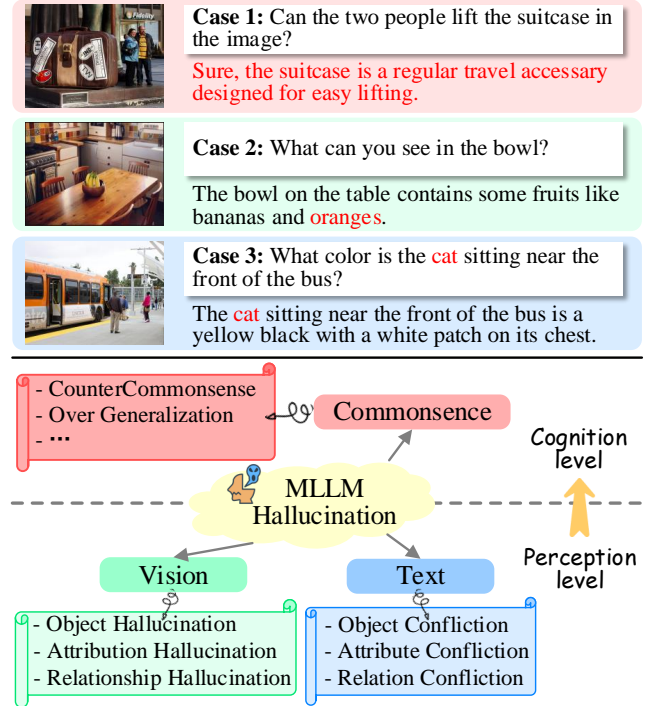 Fidelity
Case 1: Can the two people lift the suitcase in
the image?
Sure, the suitcase is a regular travel accessary
designed for easy lifting.
Case 2: What can you see in the bowl?
The bowl on the table contains some fruits like
bananas and oranges.
Case 3: What color is the cat sitting near the
front of the bus?
The cat sitting near the front of the bus is a
yellow black with a white patch on its chest.
- CounterCommonsense
- Over Generalization
- ...
Commonsence
Cognition
level
MLLM
Hallucination
Perception
level
Vision
Text
- Object Hallucination
- Attribution Hallucination
- Relationship Hallucination
- Object Confliction
- Attribute Confliction
- Relation Confliction